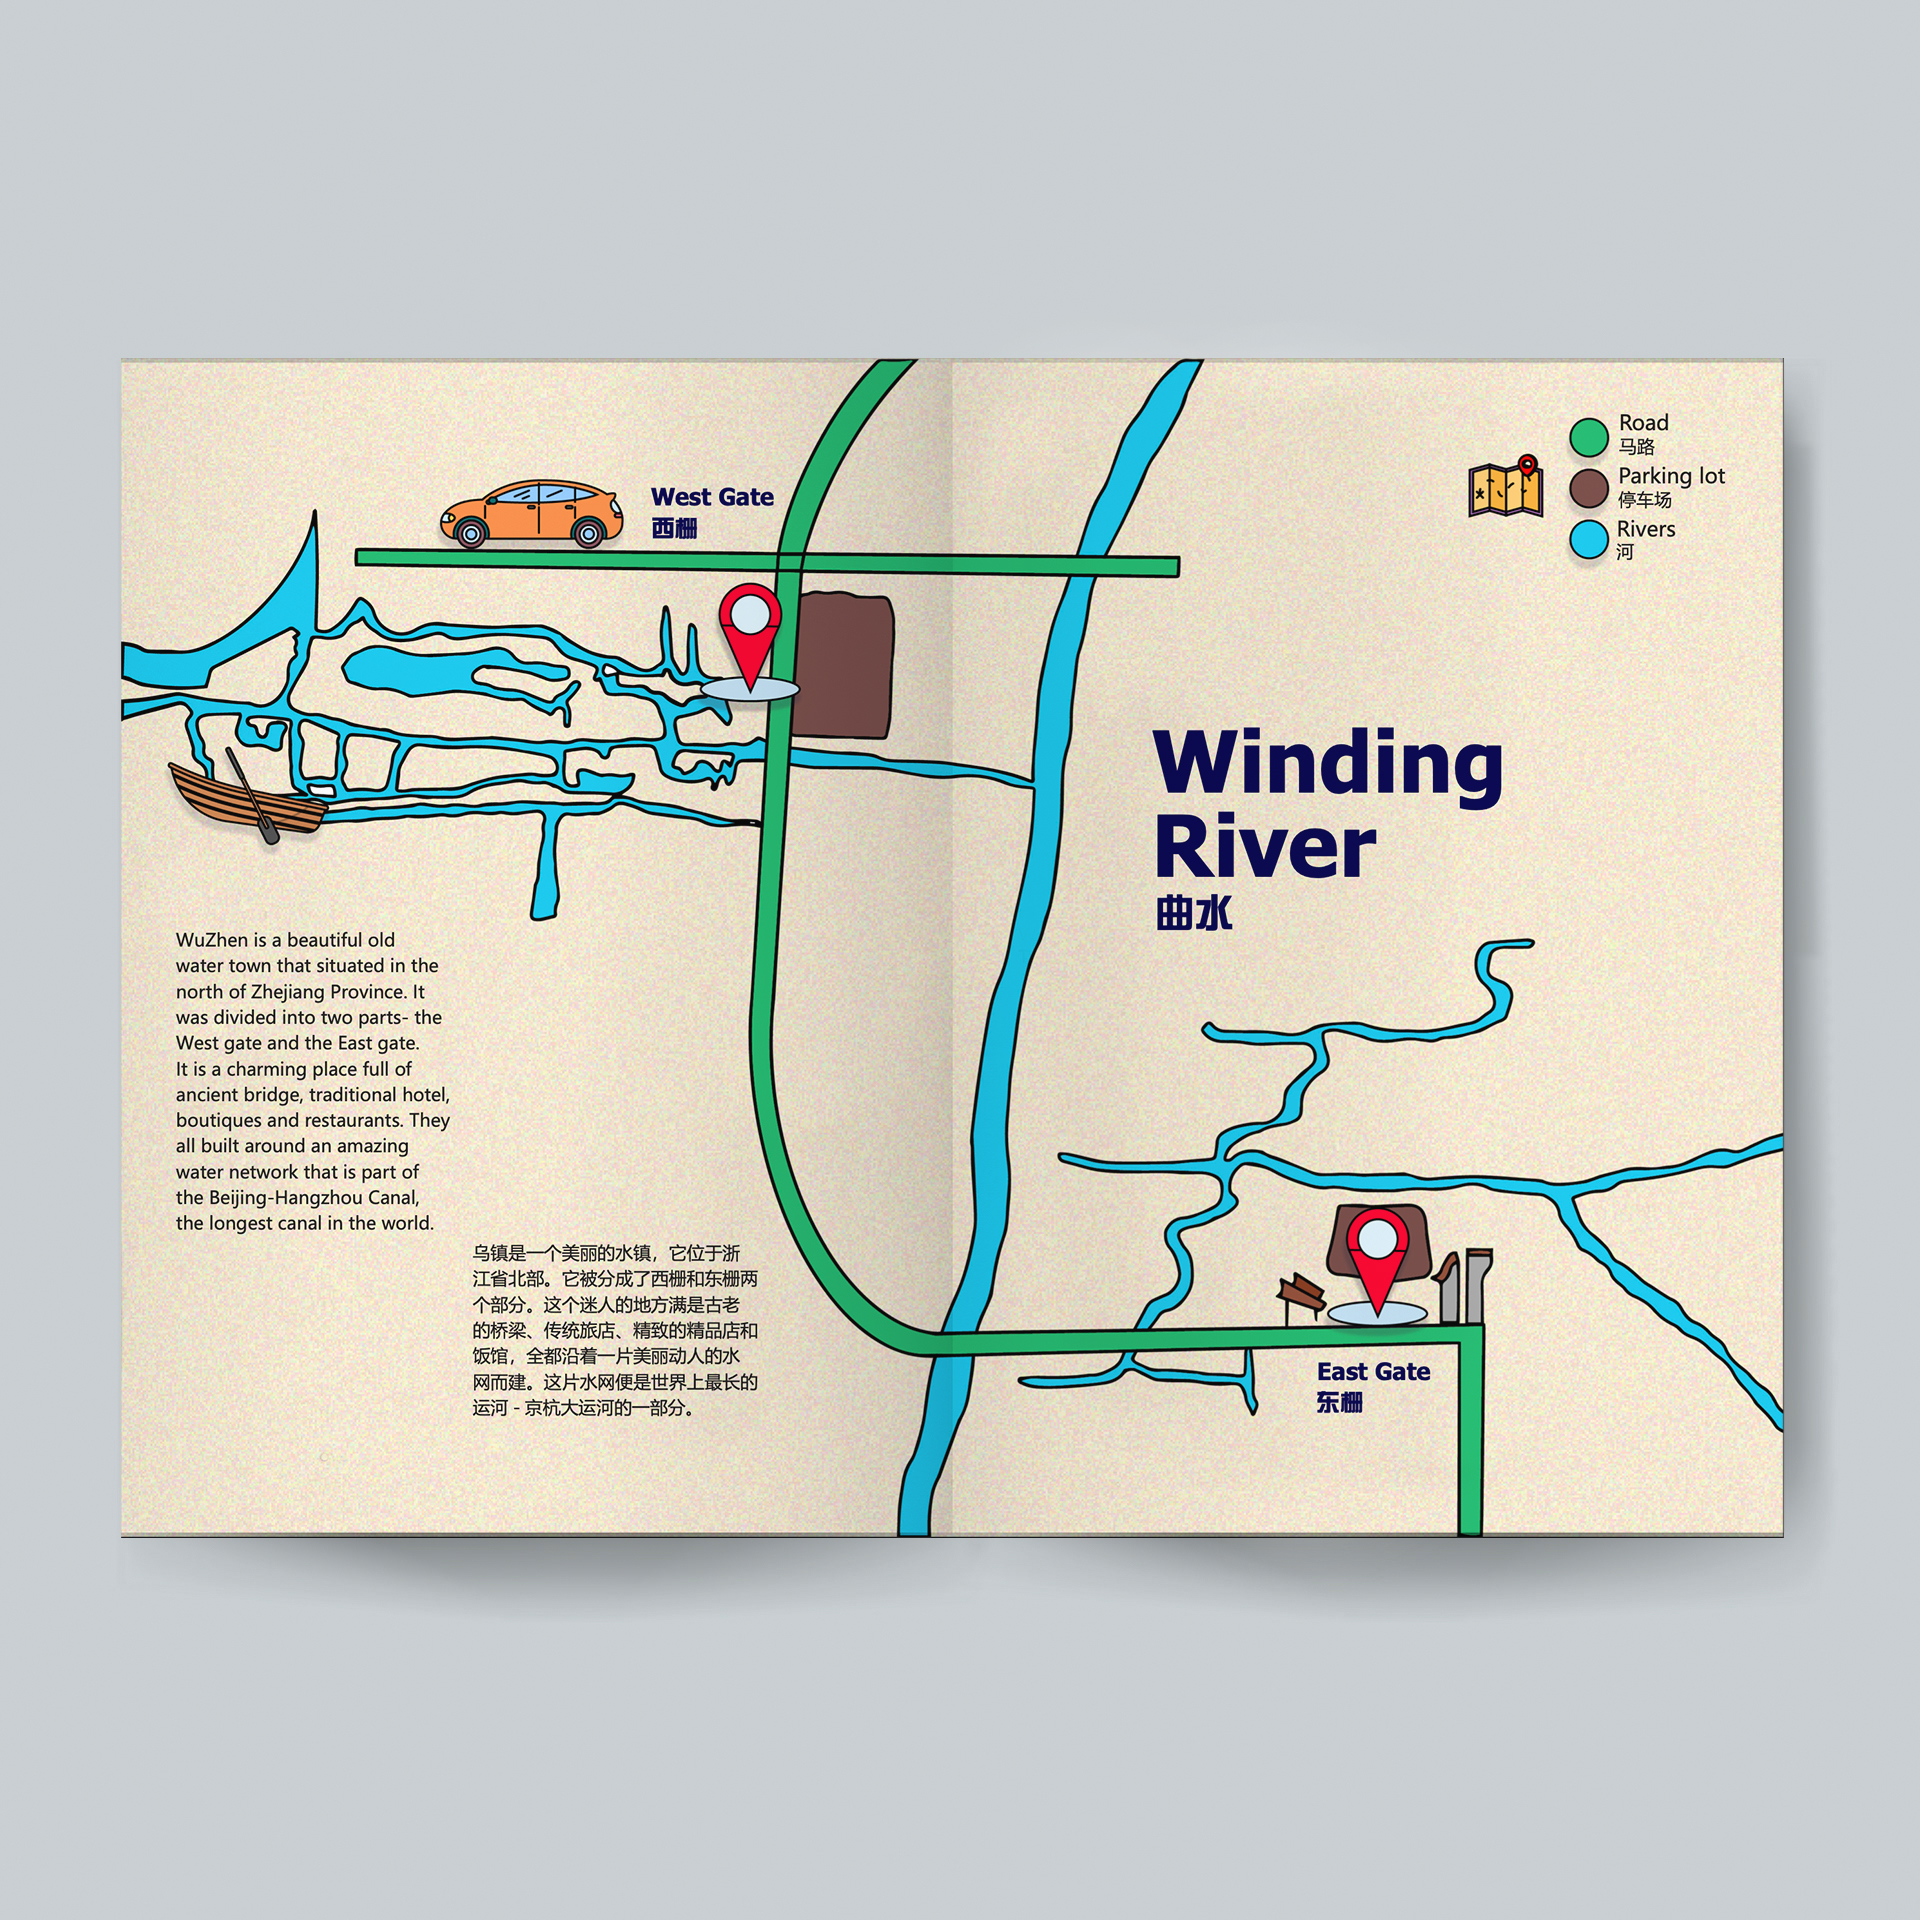 West Gate
西栅
Road
马路
Parking lot
停车场
Rivers
河
Winding
River
曲水
WuZhen is a beautiful old
water town that situated in the
north of Zhejiang Province. It
was divided into two parts- the
West gate and the East gate.
It is a charming place full of
ancient bridge, traditional hotel,
boutiques and restaurants. They
all built around an amazing
water network that is part of
the Beijing-Hangzhou Canal,
the longest canal in the world.
乌镇是一个美丽的水镇，它位于浙
江省北部。它被分成了西栅和东栅两
个部分。这个迷人的地方满是古老
的桥梁、传统旅店、精致的精品店和
饭馆，全都沿着一片美丽动人的水
网而建。这片水网便是世界上最长的
运河 - 京杭大运河的一部分。
East Gate
东栅